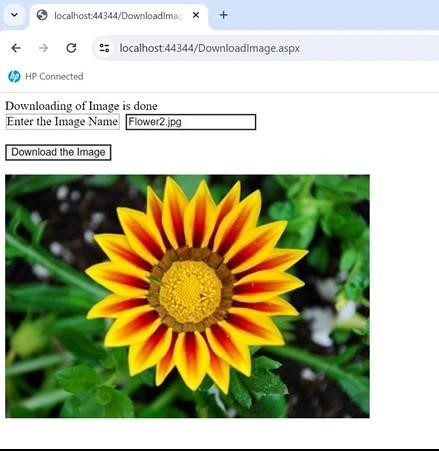 localhost:44344/DownloadImag
localhost:44344/DownloadImage.aspx
hp HP Connected
Downloading of Image is done
Enter the Image Name Flower2.jpg
Download the Image